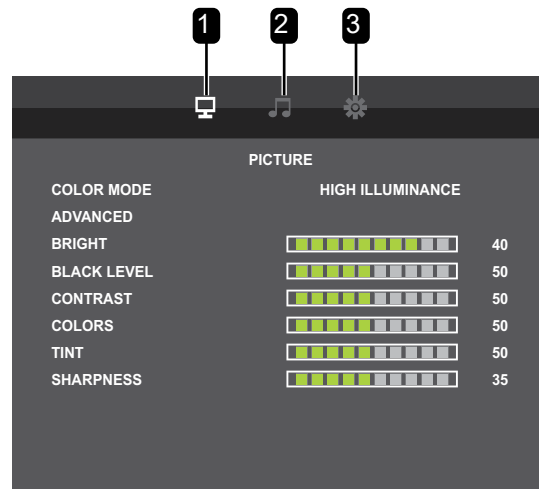 1 2 3
PICTURE
COLOR MODE HIGH ILLUMINANCE
ADVANCED
BRIGHT 40
BLACK LEVEL 50
CONTRAST 50
COLORS 50
TINT 50
SHARPNESS 35